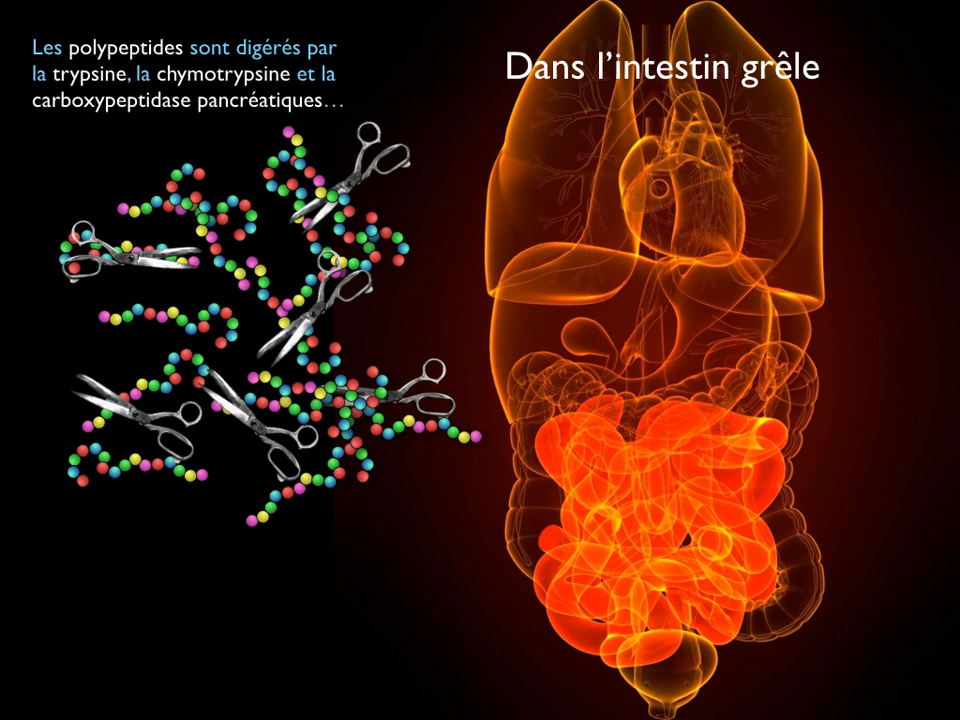 Les polypeptides sont digérés par
la trypsine, la chymotrypsine et la
carboxypeptidase pancréatiques…
Dans l’intestin grêle